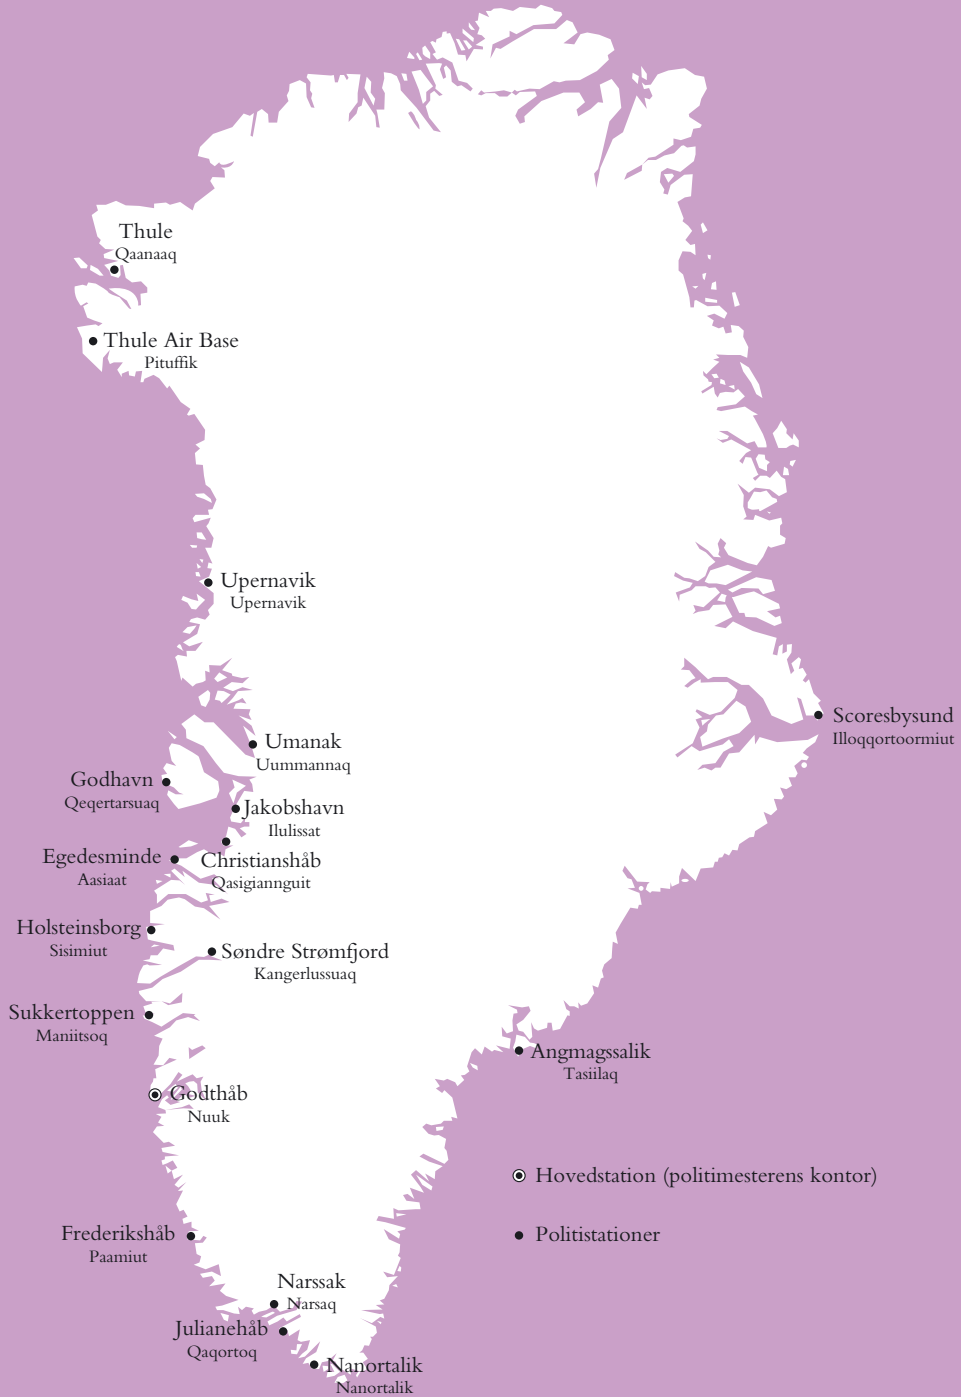 Thule
Qaanaaq
Thule Air Base
Pituffik
Upernavik
Upernavik
Scoresbysund
Illoqqortoormiut
Umanak
Uummannaq
Godhavn
Qeqertarsuaq
Jakobshavn
Ilulissat
Egedesminde
Aasiaat
Christianshåb
Qasigiannguit
Holsteinsborg
Sisimiut
Søndre Strømfjord
Kangerlussuaq
Sukkertoppen
Maniitsoq
Angmagssalik
Tasiilaq
Godthåb
Nuuk
Hovedstation (politimesterens kontor)
Politistationer
Frederikshåb
Paamiut
Narssak
Narsaq
Julianehåb
Qaqortoq
Nanortalik
Nanortalik